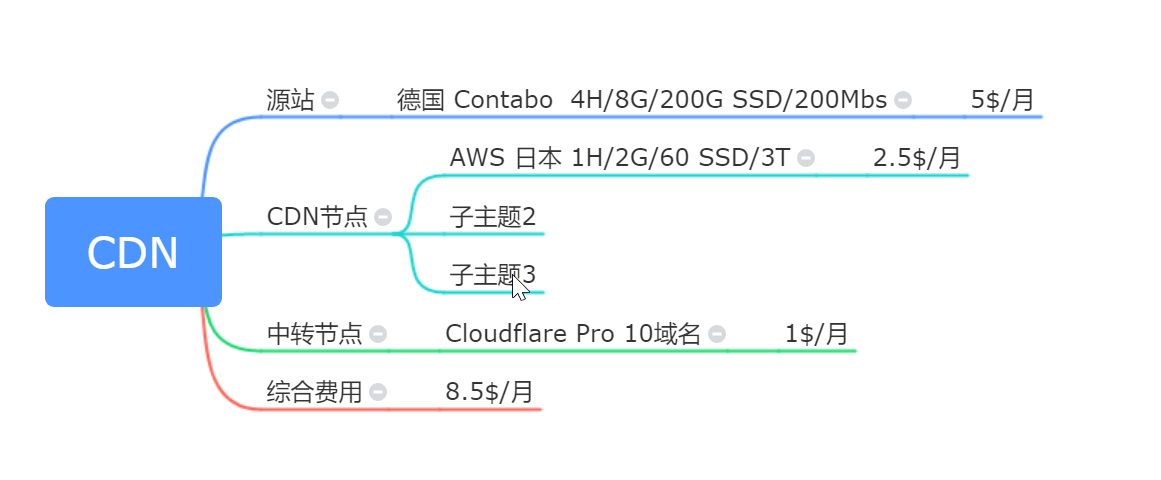 源站
德国 Contabo  4H/8G/200G SSD/200Mbs
5$/月
AWS 日本 1H/2G/60 SSD/3T
2.5$/月
CDN节点
子主题2
CDN
子主题3
中转节点
Cloudflare Pro 10域名
1$/月
综合费用
8.5$/月